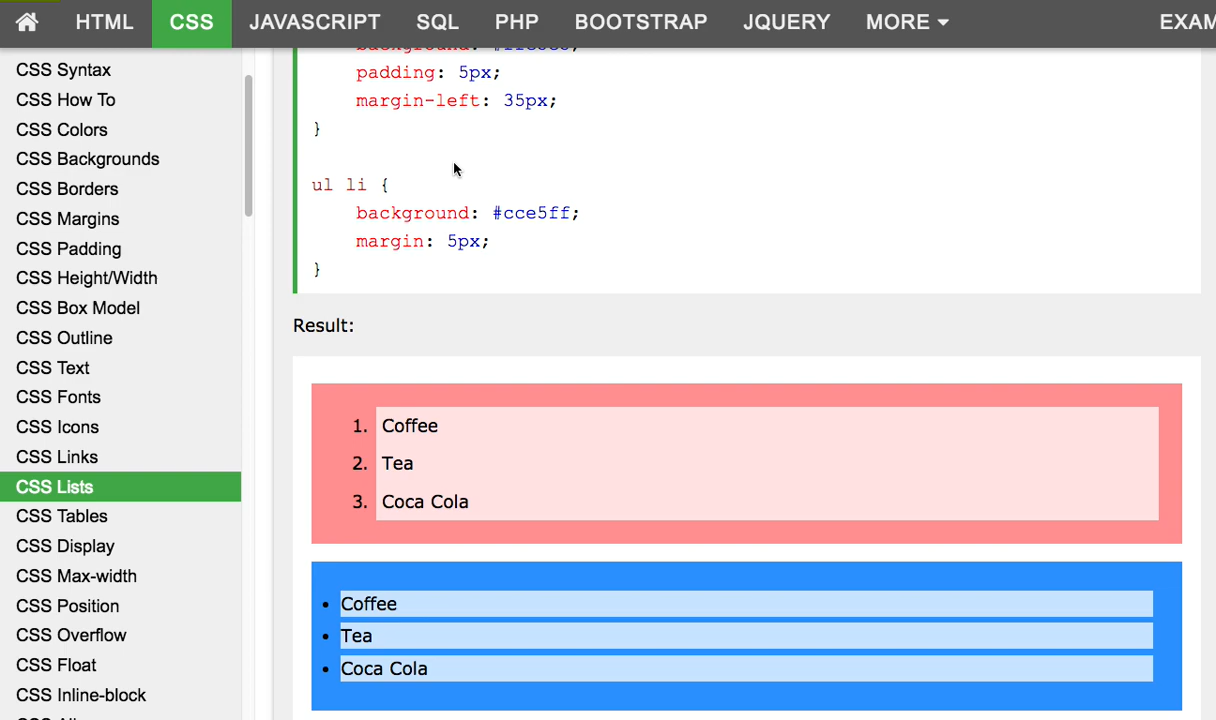 HTML CSS JAVASCRIPT SQL PHP BOOTSTRAP JQUERY MORE EXAM
CSS Syntax
CSS How To
CSS Colors
CSS Backgrounds
CSS Borders
CSS Margins
CSS Padding
CSS Height/Width
CSS Box Model
CSS Outline
CSS Text
CSS Fonts
CSS Icons
CSS Links
CSS Lists
CSS Tables
CSS Display
CSS Max-width
CSS Position
CSS Overflow
CSS Float
CSS Inline-block
padding: 5px;
margin-left: 35px;
}
ul li {
background: #cce5ff;
margin: 5px;
}
Result:
1. Coffee
2. Tea
3. Coca Cola
• Coffee
• Tea
• Coca Cola